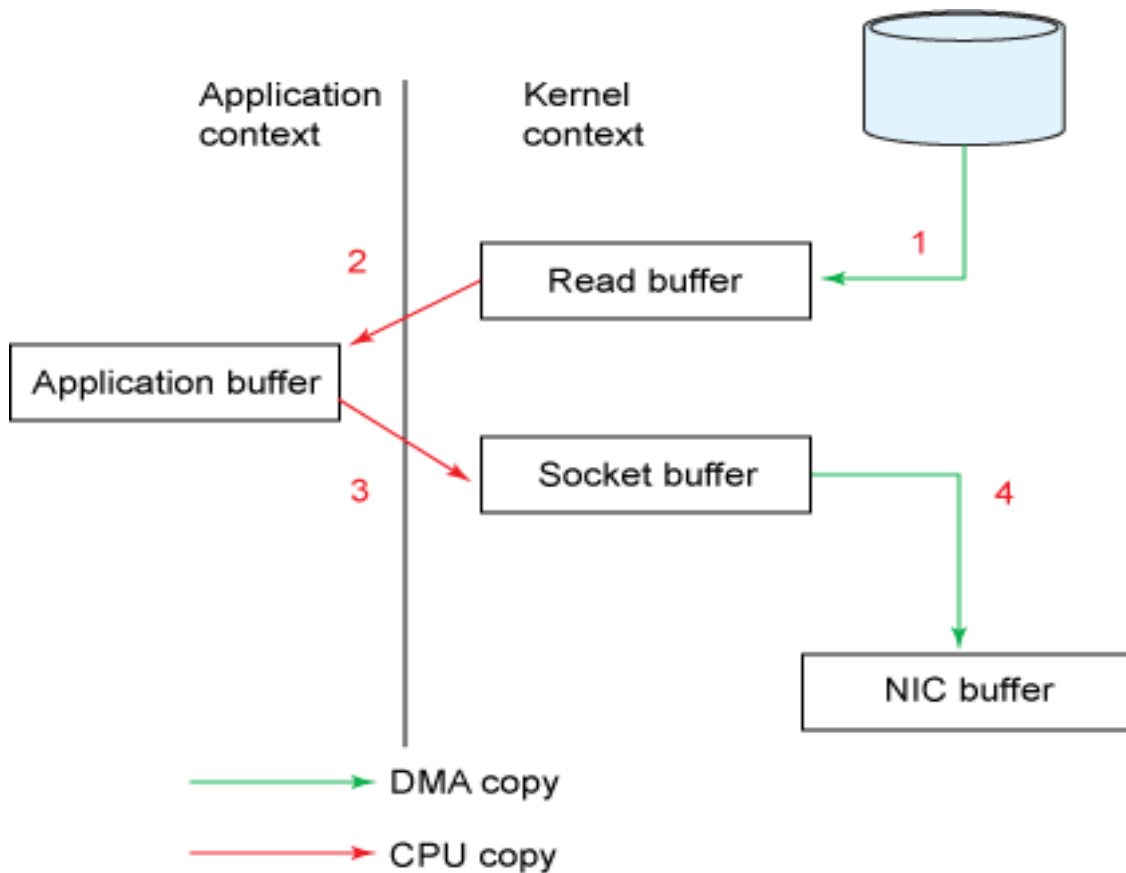 Application
context
Kernel
context
1
2
Read buffer
Application buffer
3
Socket buffer
4
NIC buffer
DMA copy
CPU copy